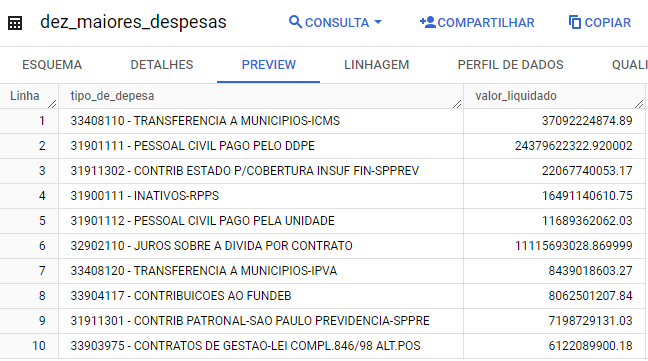 dez_maiores_despesas CONSULTA COMPARTILHAR COPIAR
ESQUEMA DETALHES PREVIEW LINHAGEM PERFIL DE DADOS QUALI
Linha tipo_de_depesa valor_liquidado
1 33408110 - TRANSFERENCIA A MUNICIPIOS-ICMS 37092224874.89
2 31901111 - PESSOAL CIVIL PAGO PELO DDPE 24379622322.920002
3 31911302 - CONTRIB ESTADO P/COBERTURA INSUF FIN-SPPREV 22067740053.17
4 31900111 - INATIVOS-RPPS 16491140610.75
5 31901112 - PESSOAL CIVIL PAGO PELA UNIDADE 11689362062.03
6 32902110 - JUROS SOBRE A DIVIDA POR CONTRATO 11115693028.869999
7 33408120 - TRANSFERENCIA A MUNICIPIOS-IPVA 8439018603.27
8 33904117 - CONTRIBUICOES AO FUNDEB 8062501207.84
9 31911301 - CONTRIB PATRONAL-SAO PAULO PREVIDENCIA-SPPRE 7198729131.03
10 33903975 - CONTRATOS DE GESTAO-LEI COMPL.846/98 ALT.POS 6122089900.18